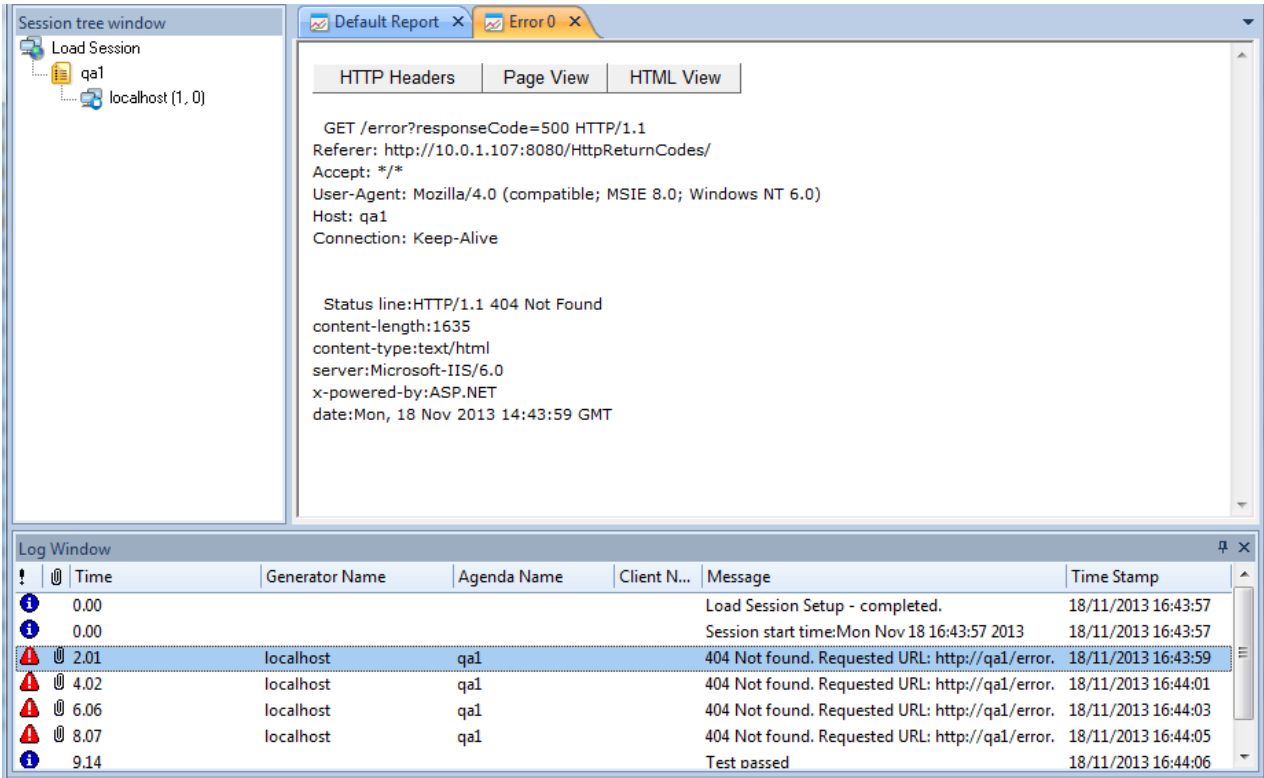 Session tree window
Load Session
qa1
localhost (1, 0)
Default Report
Error 0
HTTP Headers Page View HTML View
GET /error?responseCode=500 HTTP/1.1
Referer: http://10.0.1.107:8080/HttpReturnCodes/
Accept: */*
User-Agent: Mozilla/4.0 (compatible; MSIE 8.0; Windows NT 6.0)
Host: qa1
Connection: Keep-Alive
Status line:HTTP/1.1 404 Not Found
content-length:1635
content-type:text/html
server:Microsoft-IIS/6.0
x-powered-by:ASP.NET
date:Mon, 18 Nov 2013 14:43:59 GMT
Log Window
! Time Generator Name Agenda Name Client N... Message Time Stamp
0.00 Load Session Setup - completed. 18/11/2013 16:43:57
0.00 Session start time:Mon Nov 18 16:43:57 2013 18/11/2013 16:43:57
2.01 localhost qa1 404 Not found. Requested URL: http://qa1/error. 18/11/2013 16:43:59
4.02 localhost qa1 404 Not found. Requested URL: http://qa1/error. 18/11/2013 16:44:01
6.06 localhost qa1 404 Not found. Requested URL: http://qa1/error. 18/11/2013 16:44:03
8.07 localhost qa1 404 Not found. Requested URL: http://qa1/error. 18/11/2013 16:44:05
9.14 Test passed 18/11/2013 16:44:06